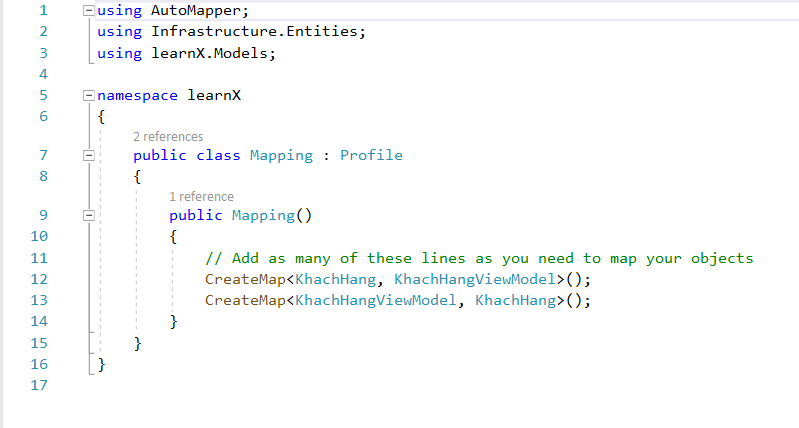 1 using AutoMapper;
2 using Infrastructure.Entities;
3 using learnX.Models;
4
5 namespace learnX
6 {
2 references
7 public class Mapping : Profile
8 {
1 reference
9 public Mapping()
10 {
11 // Add as many of these lines as you need to map your objects
12 CreateMap<KhachHang, KhachHangViewModel>();
13 CreateMap<KhachHangViewModel, KhachHang>();
14 }
15 }
16 }
17